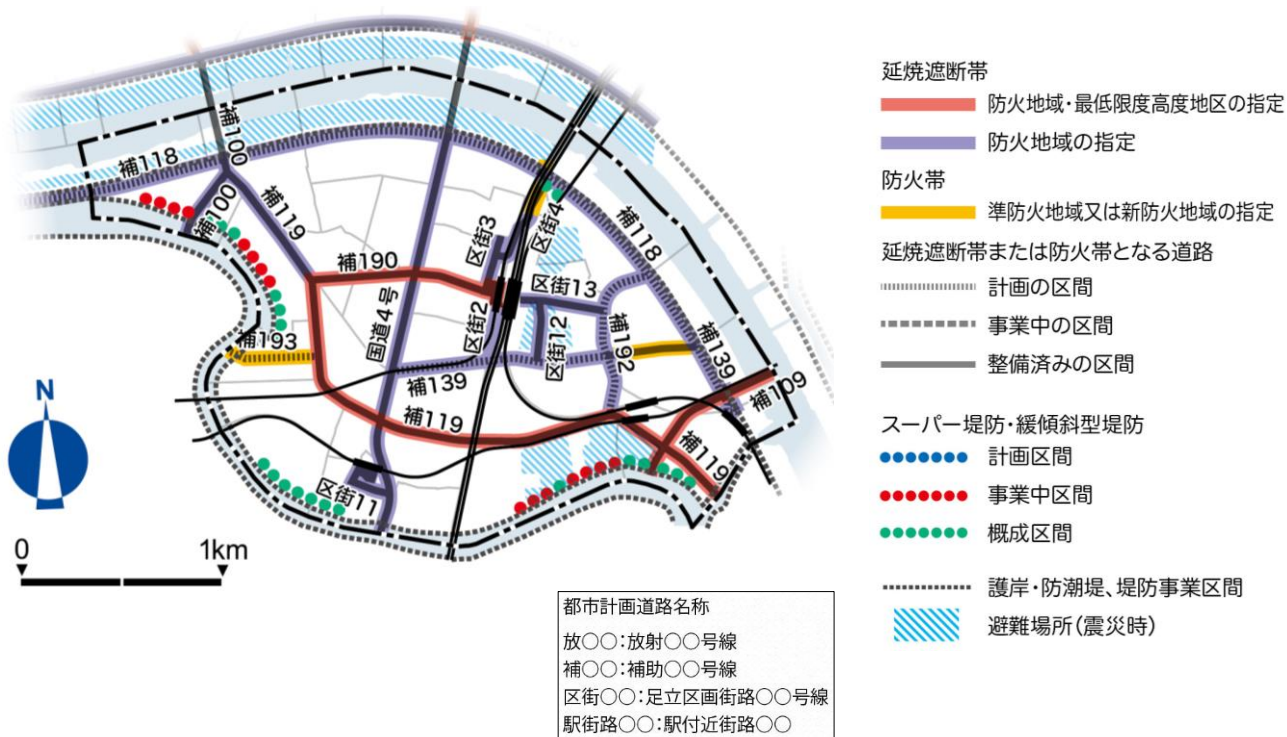 補118
補100
補100
補119
補190
国道4号
区街3
区街2
区街4
区街13
区街12
補118
補192
補139
補139
補193
補109
補119
補119
区街11
N
0
1km
延焼遮断帯
防火地域・最低限度高度地区の指定
防火地域の指定
防火帯
準防火地域又は新防火地域の指定
延焼遮断帯または防火帯となる道路
計画の区間
事業中の区間
整備済みの区間
スーパー堤防・緩傾斜型堤防
計画区間
事業中区間
概成区間
護岸・防潮堤、堤防事業区間
避難場所(震災時)
都市計画道路名称
放○○:放射○○号線
補○○:補助○○号線
区街○○:足立区画街路○○号線
駅街路○○:駅付近街路○○